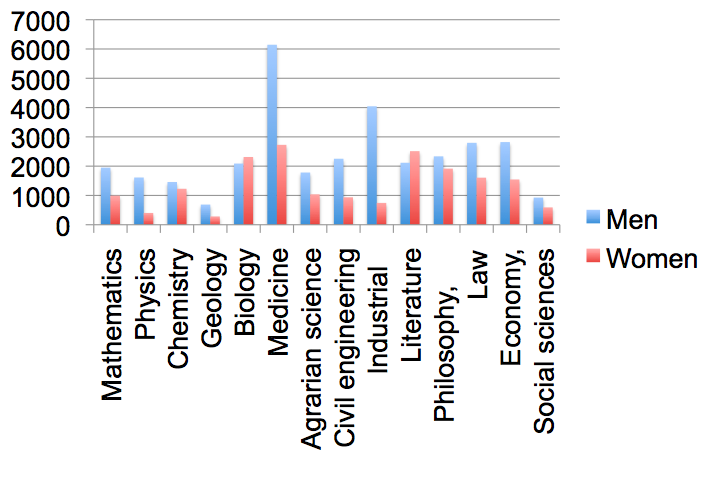 7000
6000
5000
4000
3000
2000
1000
0
Mathematics
Physics
Chemistry
Geology
Biology
Medicine
Agrarian science
Civil engineering
Industrial
Literature
Philosophy,
Law
Economy,
Social sciences
Men
Women